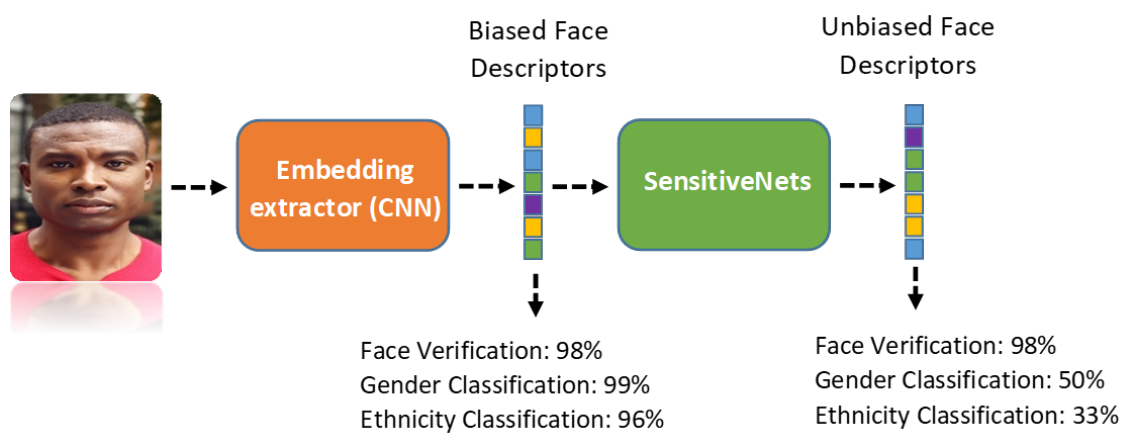 Biased Face
Descriptors
Unbiased Face
Descriptors
Embedding
extractor (CNN)
SensitiveNets
Face Verification: 98%
Gender Classification: 99%
Ethnicity Classification: 96%
Face Verification: 98%
Gender Classification: 50%
Ethnicity Classification: 33%